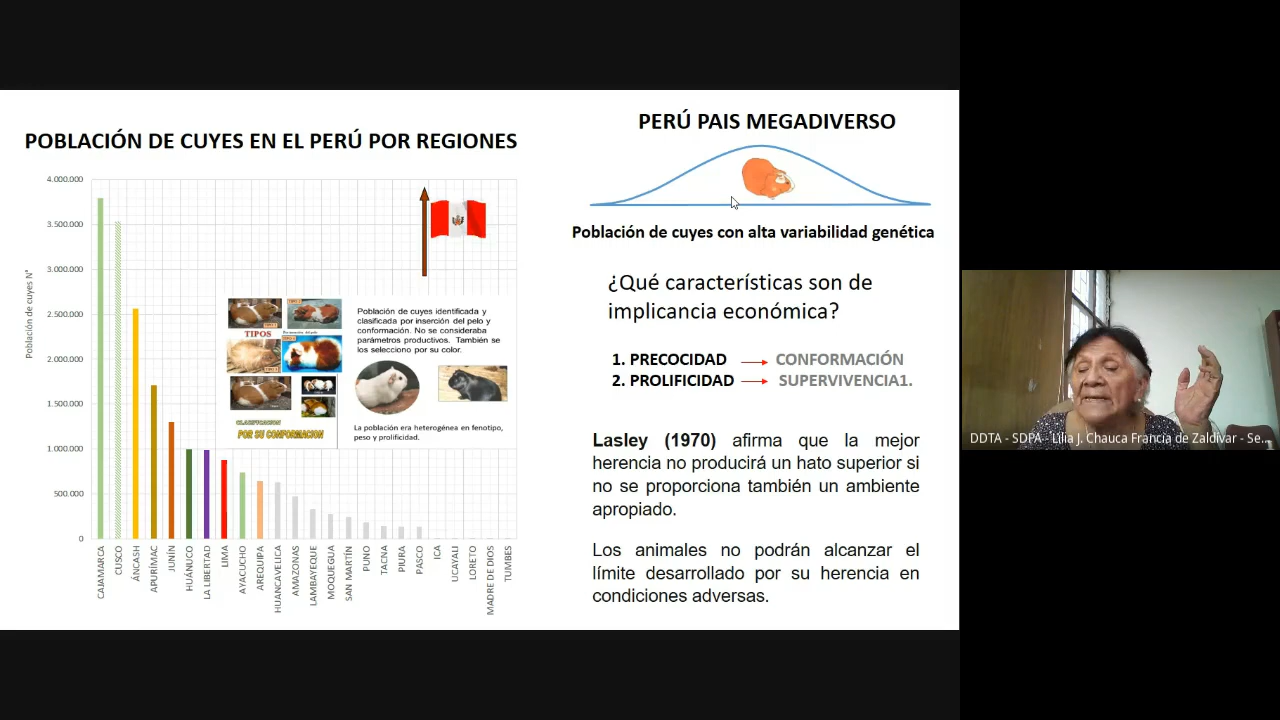 POBLACIÓN DE CUYES EN EL PERÚ POR REGIONES
4.000.000
3.500.000
3.000.000
2.500.000
2.000.000
1.500.000
1.000.000
500.000
0
Población de cuyes N°
CAJAMARCA
CUSCO
ÁNCASH
APURÍMAC
JUNÍN
HUÁNUCO
LA LIBERTAD
LIMA
AYACUCHO
AREQUIPA
HUANCAVELICA
AMAZONAS
LAMBAYEQUE
MOQUEGUA
SAN MARTÍN
PUNO
TACNA
PIURA
PASCO
ICA
UCAYALI
LORETO
MADRE DE DIOS
TUMBES
TIPOS
CLASIFICACION
POR SU CONFORMACION
Población de cuyes identificada y
clasificada por inserción del pelo y
conformación. No se consideraba
parámetros productivos. También se
los selecciono por su color.
La población era heterogénea en fenotipo,
peso y prolificidad.
PERÚ PAIS MEGADIVERSO
Población de cuyes con alta variabilidad genética
¿Qué características son de
implicancia económica?
1. PRECOCIDAD CONFORMACIÓN
2. PROLIFICIDAD SUPERVIVENCIA1.
Lasley (1970) afirma que la mejor
herencia no producirá un hato superior si
no se proporciona también un ambiente
apropiado.
Los animales no podrán alcanzar el
límite desarrollado por su herencia en
condiciones adversas.
DDTA - SDPA - Lilia J. Chauca Francia de Zaldívar - Se...